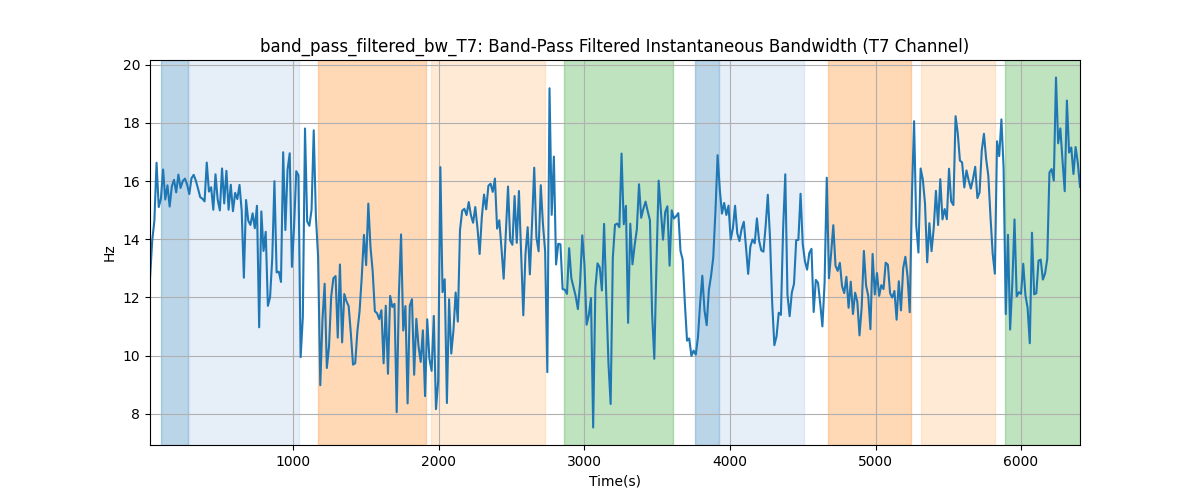 band_pass_filtered_bw_T7: Band-Pass Filtered Instantaneous Bandwidth (T7 Channel)
20
18
16
14
12
10
8
Hz
1000 2000 3000 4000 5000 6000
Time(s)